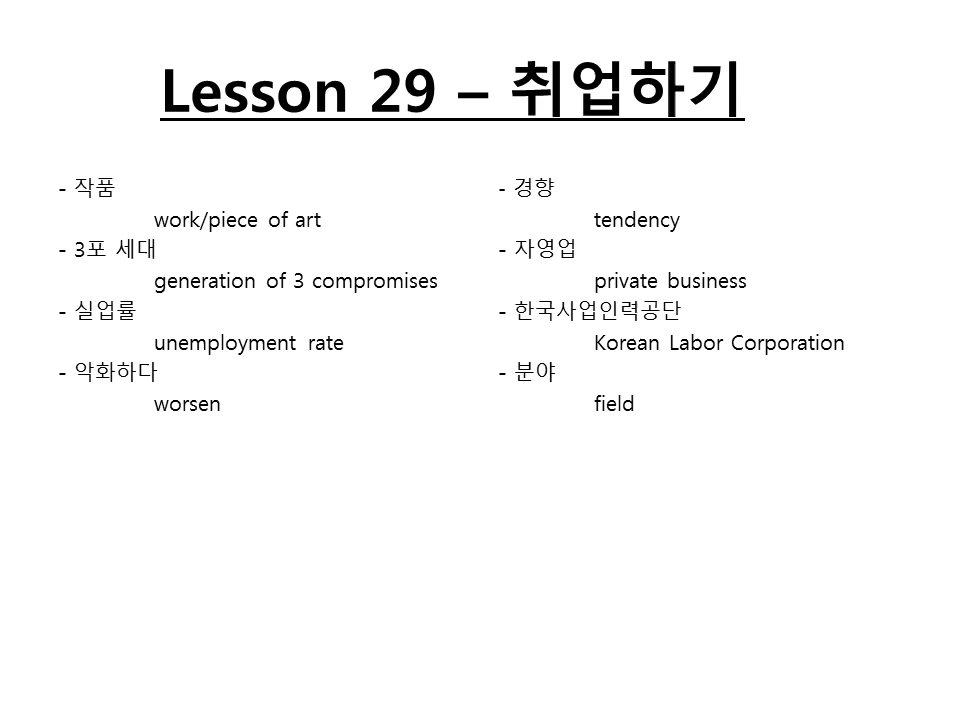 Lesson 29 – 취업하기
- 작품
work/piece of art
- 3포 세대
generation of 3 compromises
- 실업률
unemployment rate
- 악화하다
worsen
- 경향
tendency
- 자영업
private business
- 한국사업인력공단
Korean Labor Corporation
- 분야
field